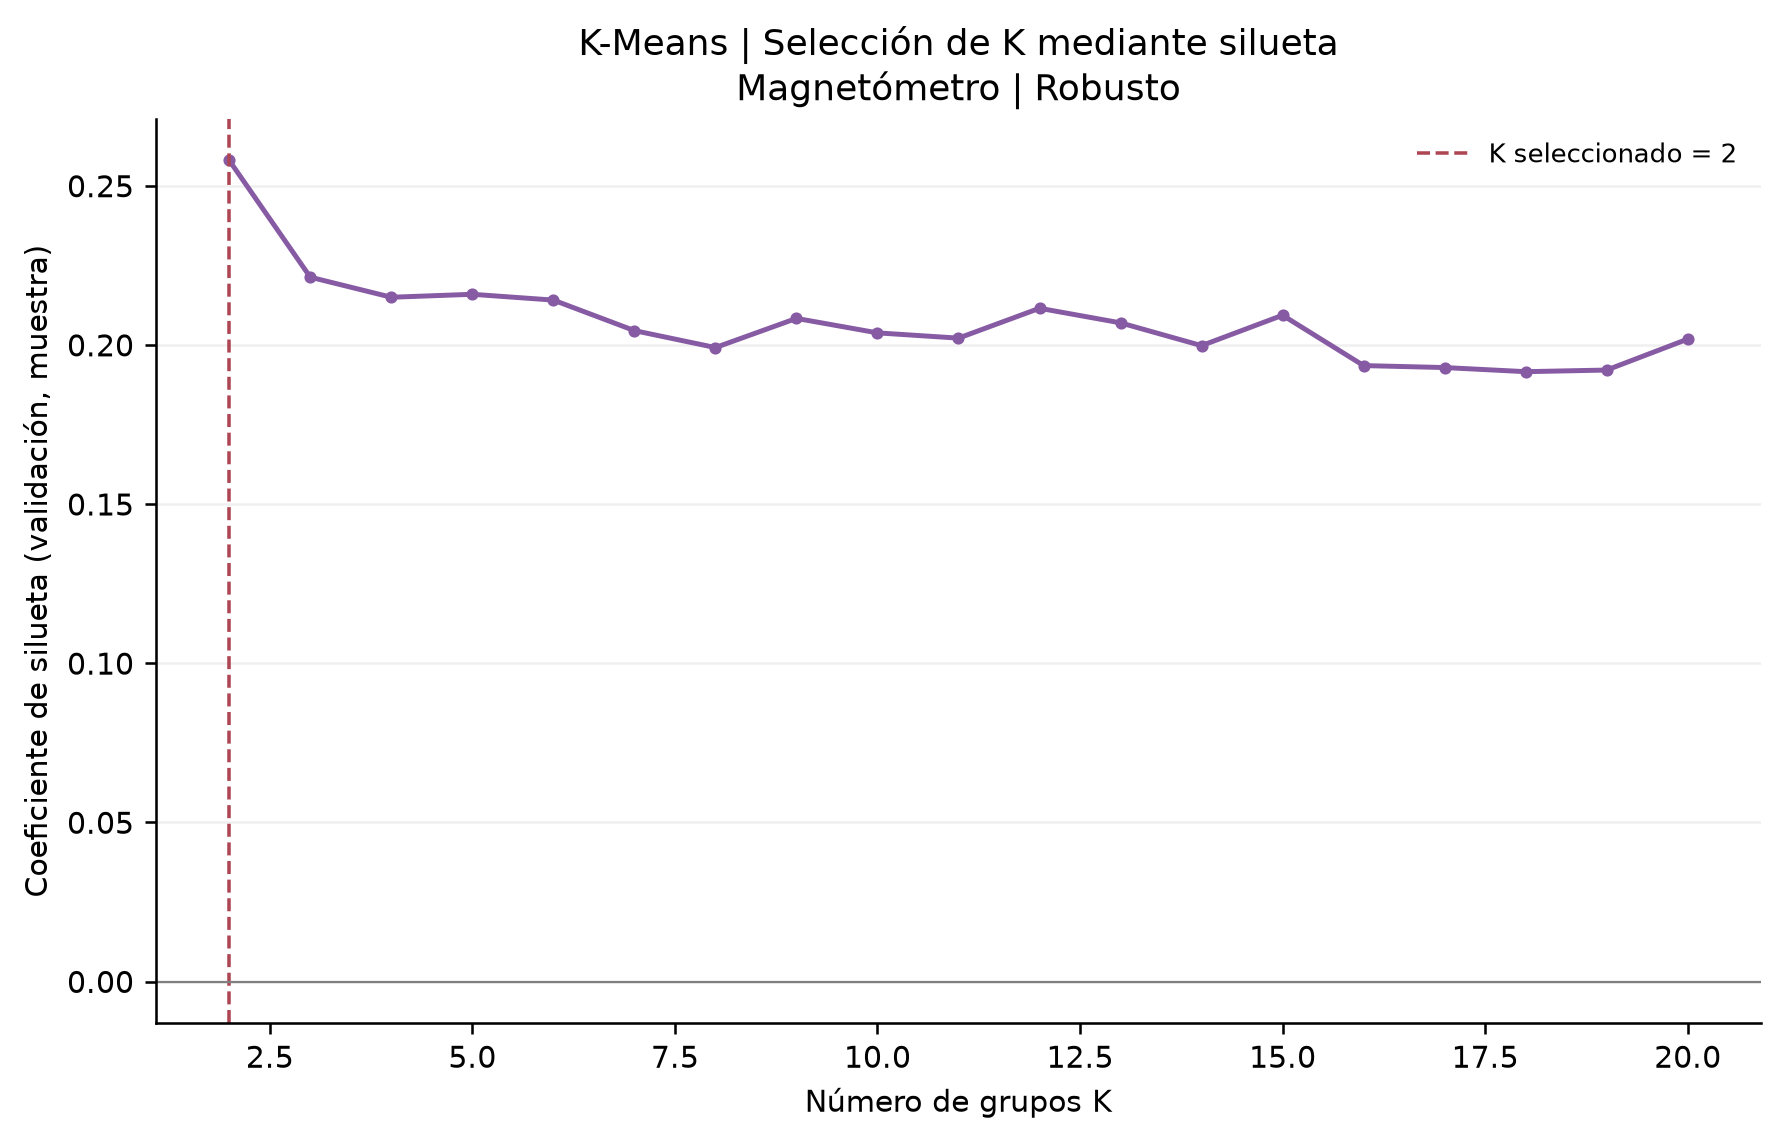 K-Means | Selección de K mediante silueta
Magnetómetro | Robusto
K seleccionado = 2
Coeficiente de silueta (validación, muestra)
0.25
0.20
0.15
0.10
0.05
0.00
2.5 5.0 7.5 10.0 12.5 15.0 17.5 20.0
Número de grupos K